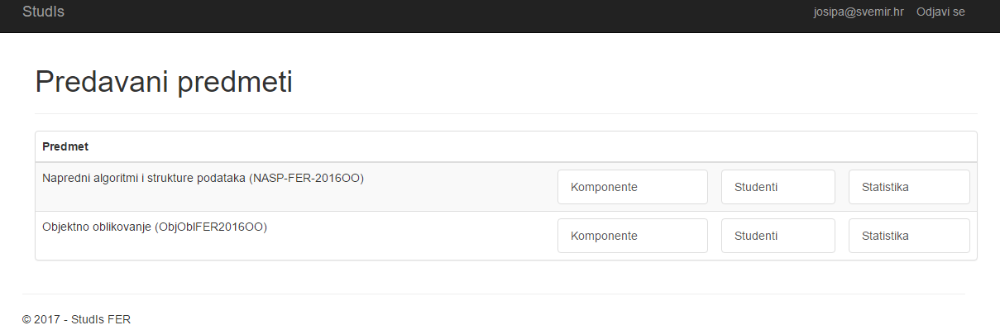 StudIs josipa@svemir.hr Odjavi se
Predavani predmeti
Predmet
Napredni algoritmi i strukture podataka (NASP-FER-2016OO) Komponente Studenti Statistika
Objektno oblikovanje (ObjOblFER2016OO) Komponente Studenti Statistika
© 2017 - StudIs FER